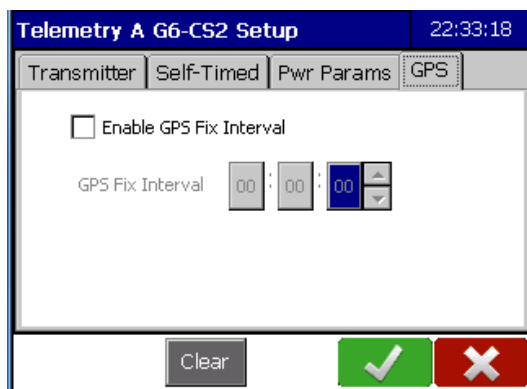 Telemetry A G6-CS2 Setup 22:33:18
Transmitter Self-Timed Pwr Params GPS
Enable GPS Fix Interval
GPS Fix Interval 00 : 00 : 00
Clear